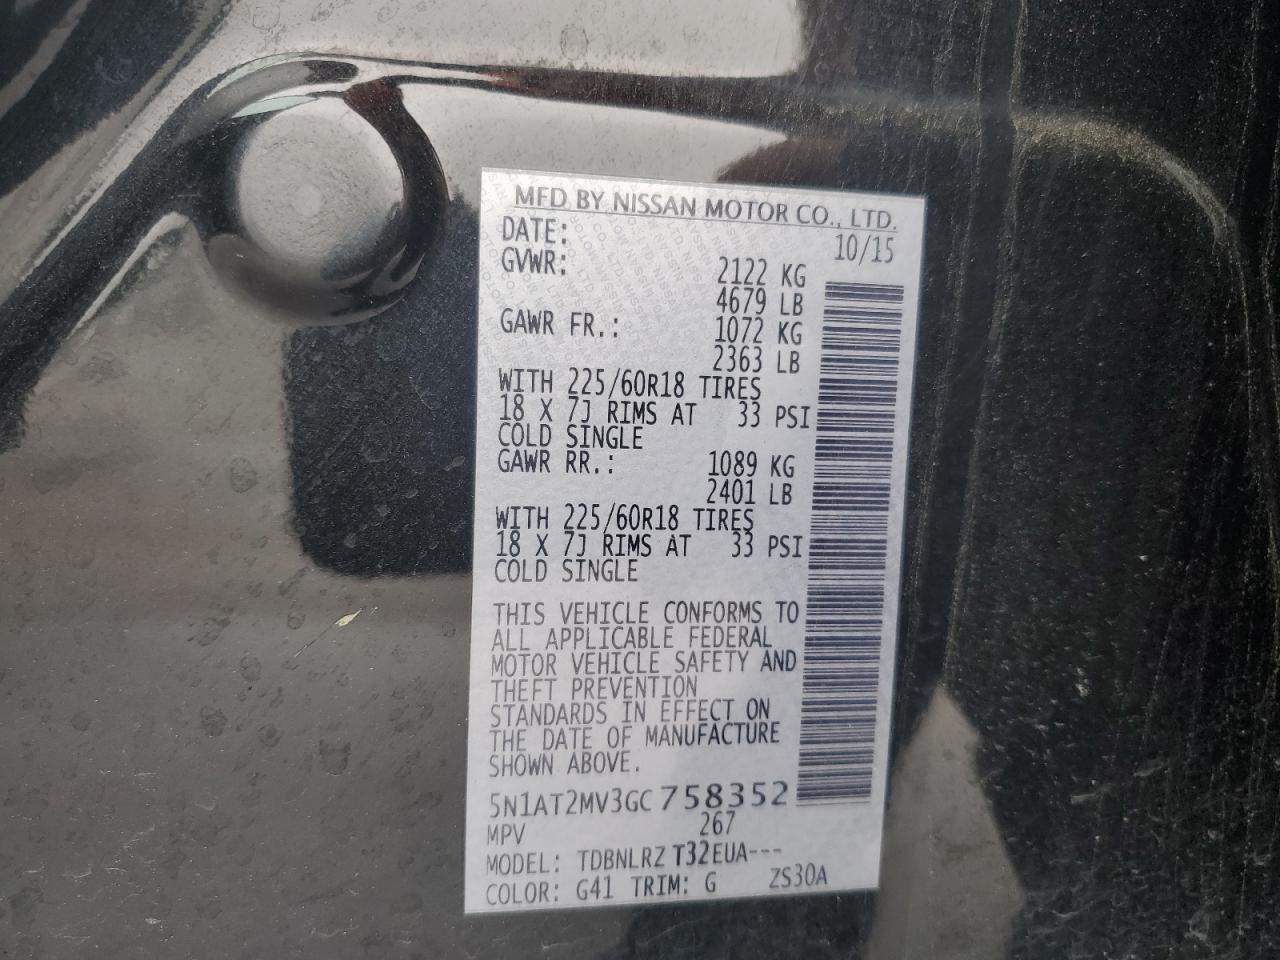 MFD BY NISSAN MOTOR CO., LTD.
DATE: 10/15
GVWR: 2122 KG
4679 LB
GAWR FR.: 1072 KG
2363 LB
WITH 225/60R18 TIRES
18 X 7J RIMS AT 33 PSI
COLD SINGLE
GAWR RR.: 1089 KG
2401 LB
WITH 225/60R18 TIRES
18 X 7J RIMS AT 33 PSI
COLD SINGLE
THIS VEHICLE CONFORMS TO
ALL APPLICABLE FEDERAL
MOTOR VEHICLE SAFETY AND
THEFT PREVENTION
STANDARDS IN EFFECT ON
THE DATE OF MANUFACTURE
SHOWN ABOVE.
5N1AT2MV3GC758352
MPV 267
MODEL: TDBNLRZ T32EUA---
COLOR: G41 TRIM: G ZS30A